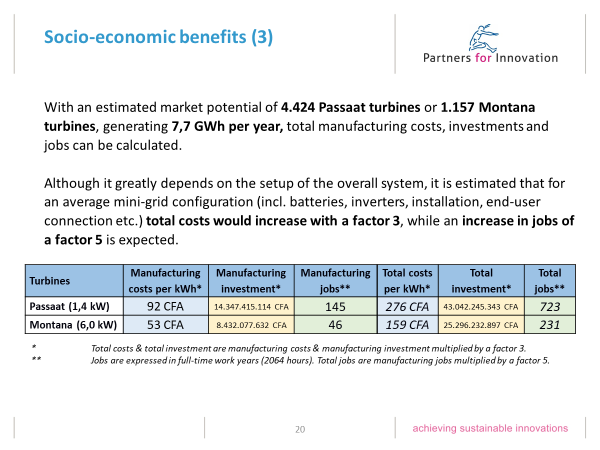 Socio-economic benefits (3)
Partners for Innovation
With an estimated market potential of 4.424 Passaat turbines or 1.157 Montana
turbines, generating 7,7 GWh per year, total manufacturing costs, investments and
jobs can be calculated.
Although it greatly depends on the setup of the overall system, it is estimated that for
an average mini-grid configuration (incl. batteries, inverters, installation, end-user
connection etc.) total costs would increase with a factor 3, while an increase in jobs of
a factor 5 is expected.
Turbines Manufacturing costs per kWh* Manufacturing investment* Manufacturing jobs** Total costs per kWh* Total investment* Total jobs**
Passaat (1,4 kW) 92 CFA 14.347.415.114 CFA 145 276 CFA 43.042.245.343 CFA 723
Montana (6,0 kW) 53 CFA 8.432.077.632 CFA 46 159 CFA 25.296.232.897 CFA 231
* Total costs & total investment are manufacturing costs & manufacturing investment multiplied by a factor 3.
** Jobs are expressed in full-time work years (2064 hours). Total jobs are manufacturing jobs multiplied by a factor 5.
20
achieving sustainable innovations